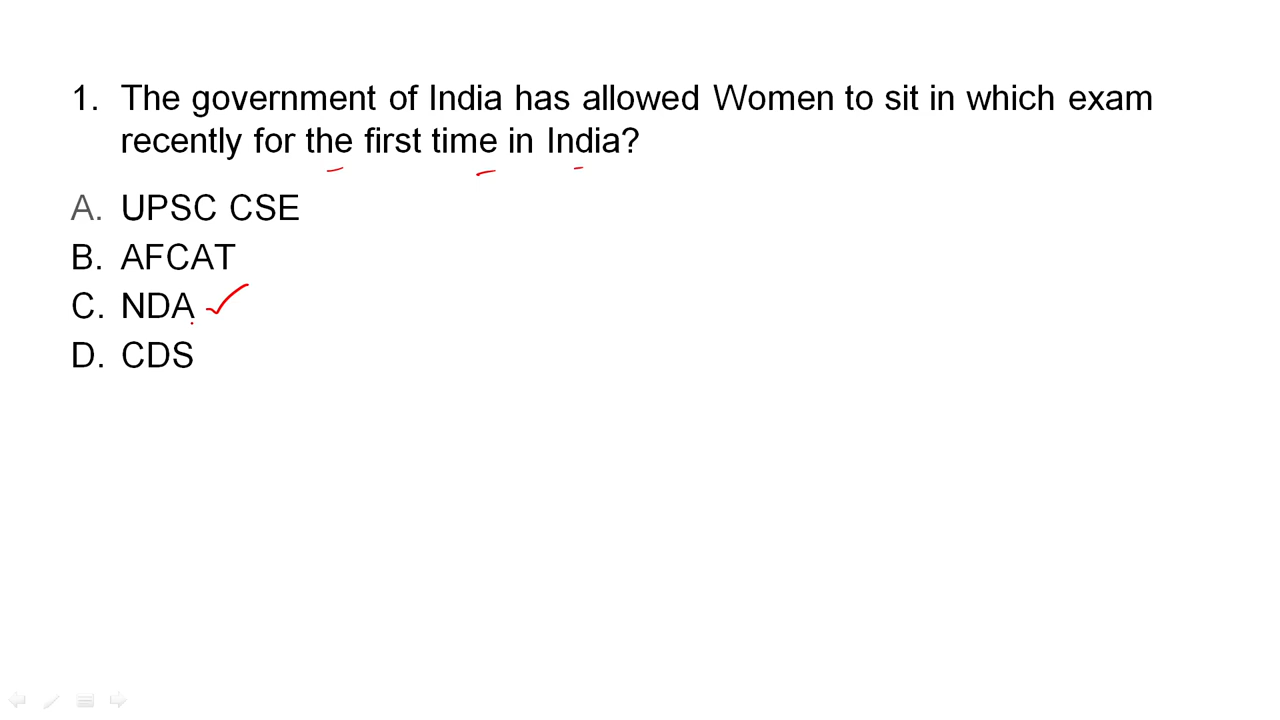 1. The government of India has allowed Women to sit in which exam
recently for the first time in India?
A. UPSC CSE
B. AFCAT
C. NDA
D. CDS